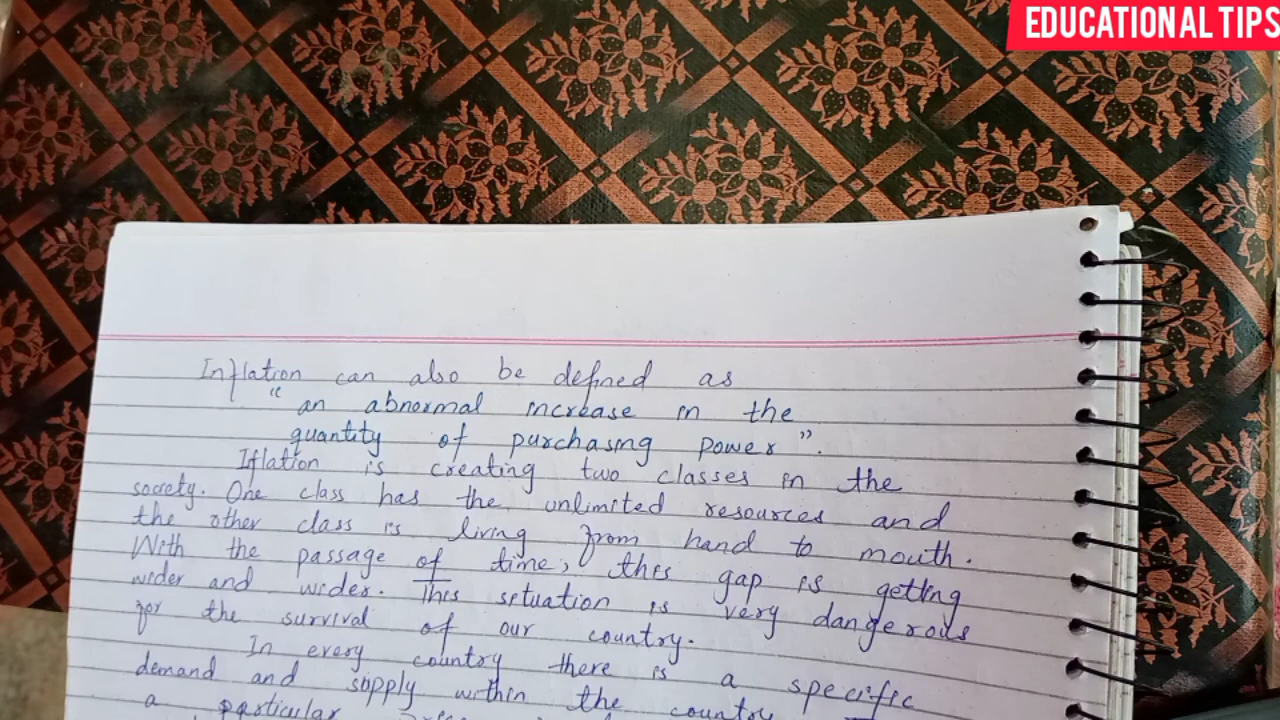 EDUCATIONAL TIPS
Inflation can also be defined as
"an abnormal increase in the
quantity of purchasing power".
Iflation is creating two classes in the
society. One class has the unlimited resources and
the other class is living from hand to mouth.
With the passage of time, this gap is getting
wider and wider. This situation is very dangerous
for the survival of our country.
In every country there is a specific
demand and supply within the country
a particular